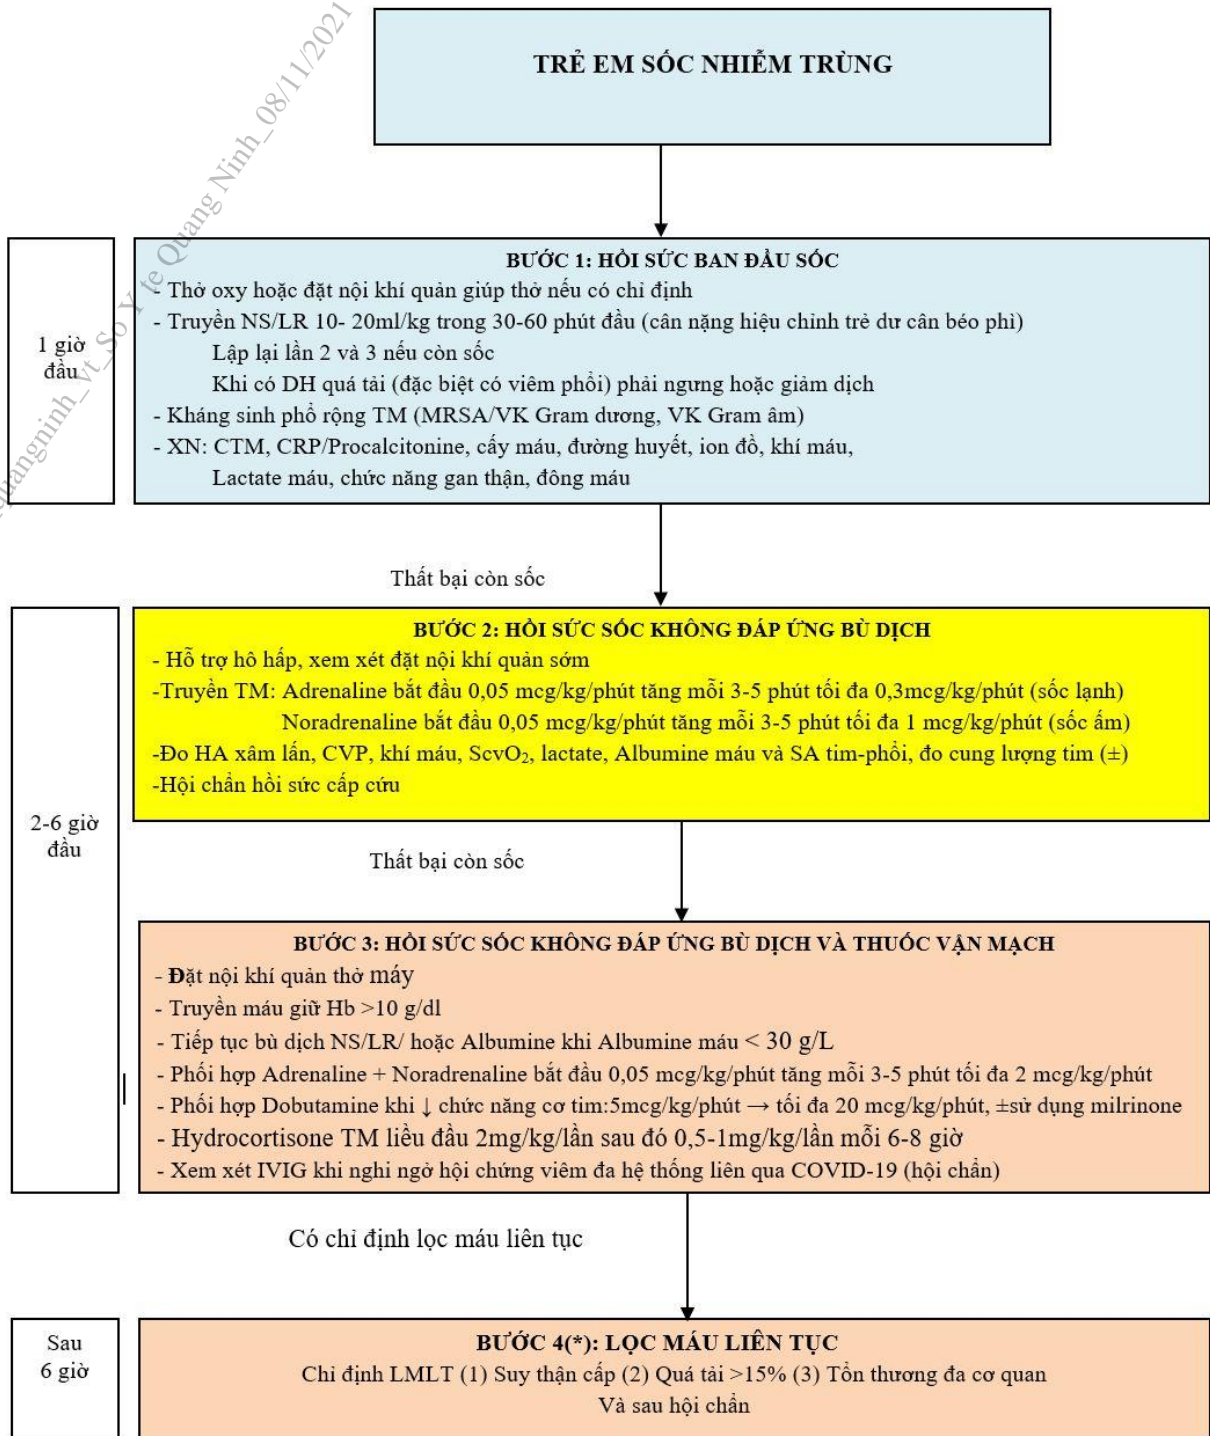 TRẺ EM SỐC NHIỄM TRÙNG
quangninh_vt_So Y te Quang Ninh_08/11/2021
1 giờ
đầu
BƯỚC 1: HỒI SỨC BAN ĐẦU SỐC
- Thở oxy hoặc đặt nội khí quản giúp thở nếu có chỉ định
- Truyền NS/LR 10- 20ml/kg trong 30-60 phút đầu (cân nặng hiệu chỉnh trẻ dư cân béo phì)
Lập lại lần 2 và 3 nếu còn sốc
Khi có DH quá tải (đặc biệt có viêm phổi) phải ngưng hoặc giảm dịch
- Kháng sinh phổ rộng TM (MRSA/VK Gram dương, VK Gram âm)
- XN: CTM, CRP/Procalcitonine, cấy máu, đường huyết, ion đồ, khí máu,
Lactate máu, chức năng gan thận, đông máu
Thất bại còn sốc
2-6 giờ
đầu
BƯỚC 2: HỒI SỨC SỐC KHÔNG ĐÁP ỨNG BÙ DỊCH
- Hỗ trợ hô hấp, xem xét đặt nội khí quản sớm
-Truyền TM: Adrenaline bắt đầu 0,05 mcg/kg/phút tăng mỗi 3-5 phút tối đa 0,3mcg/kg/phút (sốc lạnh)
Noradrenaline bắt đầu 0,05 mcg/kg/phút tăng mỗi 3-5 phút tối đa 1 mcg/kg/phút (sốc ấm)
-Đo HA xâm lấn, CVP, khí máu, ScvO₂, lactate, Albumine máu và SA tim-phổi, đo cung lượng tim (±)
-Hội chẩn hồi sức cấp cứu
Thất bại còn sốc
BƯỚC 3: HỒI SỨC SỐC KHÔNG ĐÁP ỨNG BÙ DỊCH VÀ THUỐC VẬN MẠCH
- Đặt nội khí quản thở máy
- Truyền máu giữ Hb >10 g/dl
- Tiếp tục bù dịch NS/LR/ hoặc Albumine khi Albumine máu < 30 g/L
- Phối hợp Adrenaline + Noradrenaline bắt đầu 0,05 mcg/kg/phút tăng mỗi 3-5 phút tối đa 2 mcg/kg/phút
- Phối hợp Dobutamine khi ↓ chức năng cơ tim:5mcg/kg/phút → tối đa 20 mcg/kg/phút, ±sử dụng milrinone
- Hydrocortisone TM liều đầu 2mg/kg/lần sau đó 0,5-1mg/kg/lần mỗi 6-8 giờ
- Xem xét IVIG khi nghi ngờ hội chứng viêm đa hệ thống liên qua COVID-19 (hội chẩn)
Có chỉ định lọc máu liên tục
Sau
6 giờ
BƯỚC 4(*): LỌC MÁU LIÊN TỤC
Chỉ định LMLT (1) Suy thận cấp (2) Quá tải >15% (3) Tổn thương đa cơ quan
Và sau hội chẩn